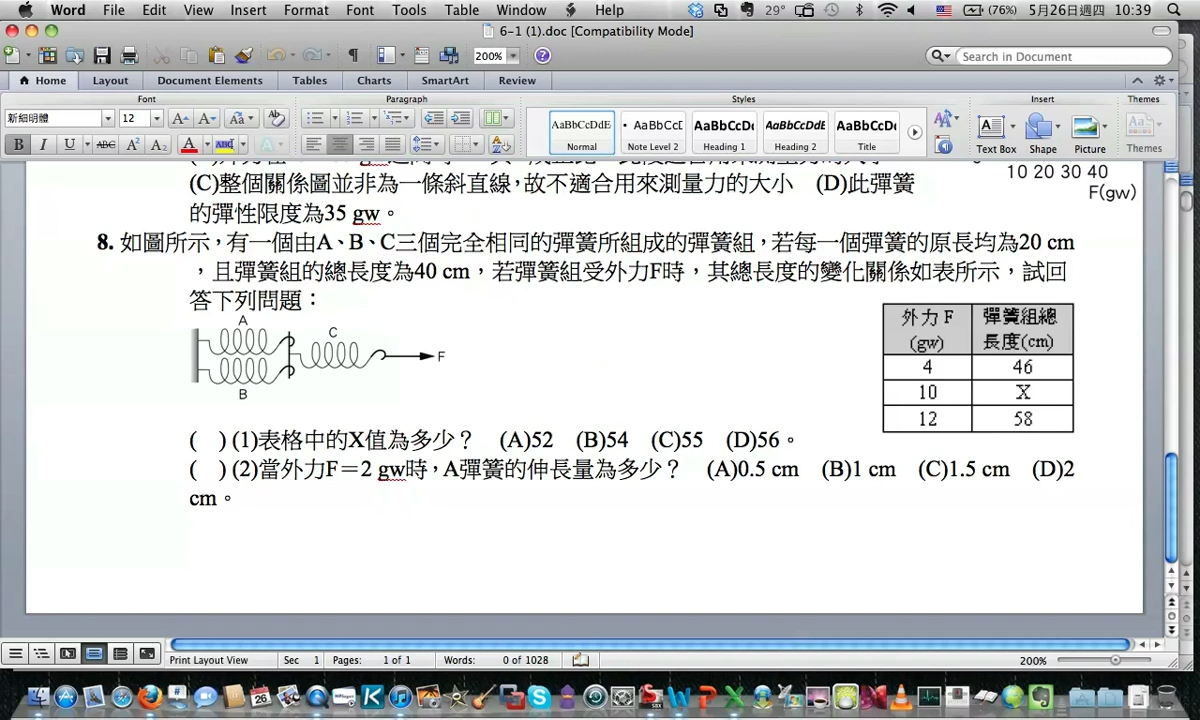 Word File Edit View Insert Format Font Tools Table Window Help 29° (76%) 5月26日週四 10:39
6-1 (1).doc [Compatibility Mode]
200% Search in Document
Home Layout Document Elements Tables Charts SmartArt Review
Font Paragraph Styles Insert Themes
新細明體 12 A A Aa
AaBbCcDdE AaBbCcD AaBbCcD AaBbCcDdE AaBbCcD
Normal Note Level 2 Heading 1 Heading 2 Title Text Box Shape Picture Themes
B I U ABC A² A₂ A ABC A
10 20 30 40
F(gw)
(C)整個關係圖並非為一條斜直線,故不適合用來測量力的大小 (D)此彈簧
的彈性限度為35 gw。
8. 如圖所示,有一個由A、B、C三個完全相同的彈簧所組成的彈簧組,若每一個彈簧的原長均為20 cm
,且彈簧組的總長度為40 cm,若彈簧組受外力F時,其總長度的變化關係如表所示,試回
答下列問題:
A
C
F
B
外力 F (gw) 彈簧組總長度(cm)
4 46
10 X
12 58
( ) (1)表格中的X值為多少? (A)52 (B)54 (C)55 (D)56。
( ) (2)當外力F=2 gw時,A彈簧的伸長量為多少? (A)0.5 cm (B)1 cm (C)1.5 cm (D)2
cm。
Print Layout View Sec 1 Pages: 1 of 1 Words: 0 of 1028 200%